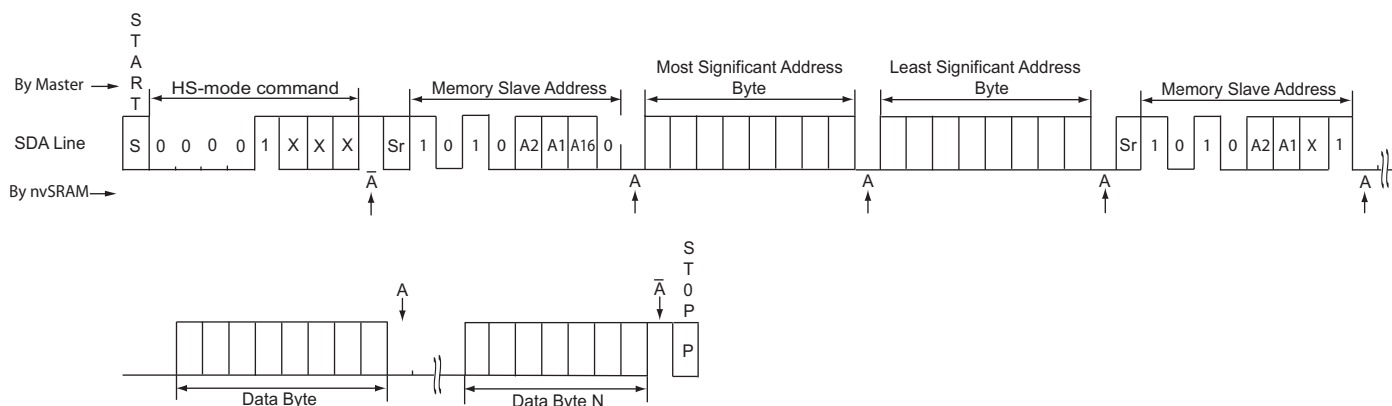 START
By Master
HS-mode command
Memory Slave Address
Most Significant Address
Byte
Least Significant Address
Byte
Memory Slave Address
SDA Line
S 0 0 0 0 1 X X X Sr 1 0 1 0 A2 A1 A16 0 Sr 1 0 1 0 A2 A1 X 1
By nvSRAM
A̅ A A A A
A
A̅
ST0P
P
Data Byte
Data Byte N